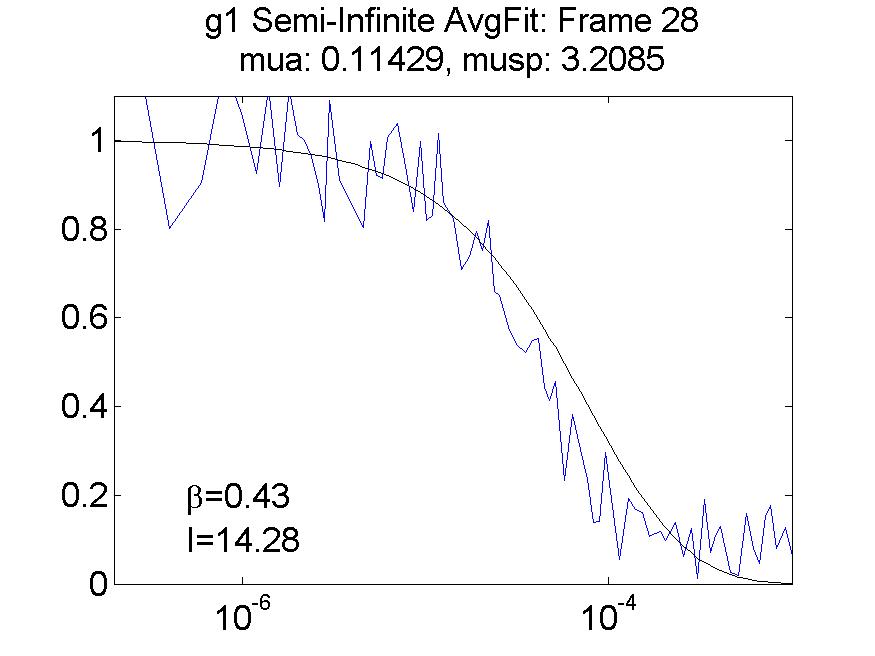 g1 Semi-Infinite AvgFit: Frame 28
mua: 0.11429, musp: 3.2085
1
0.8
0.6
0.4
0.2
0
β=0.43
I=14.28
10^-6
10^-4